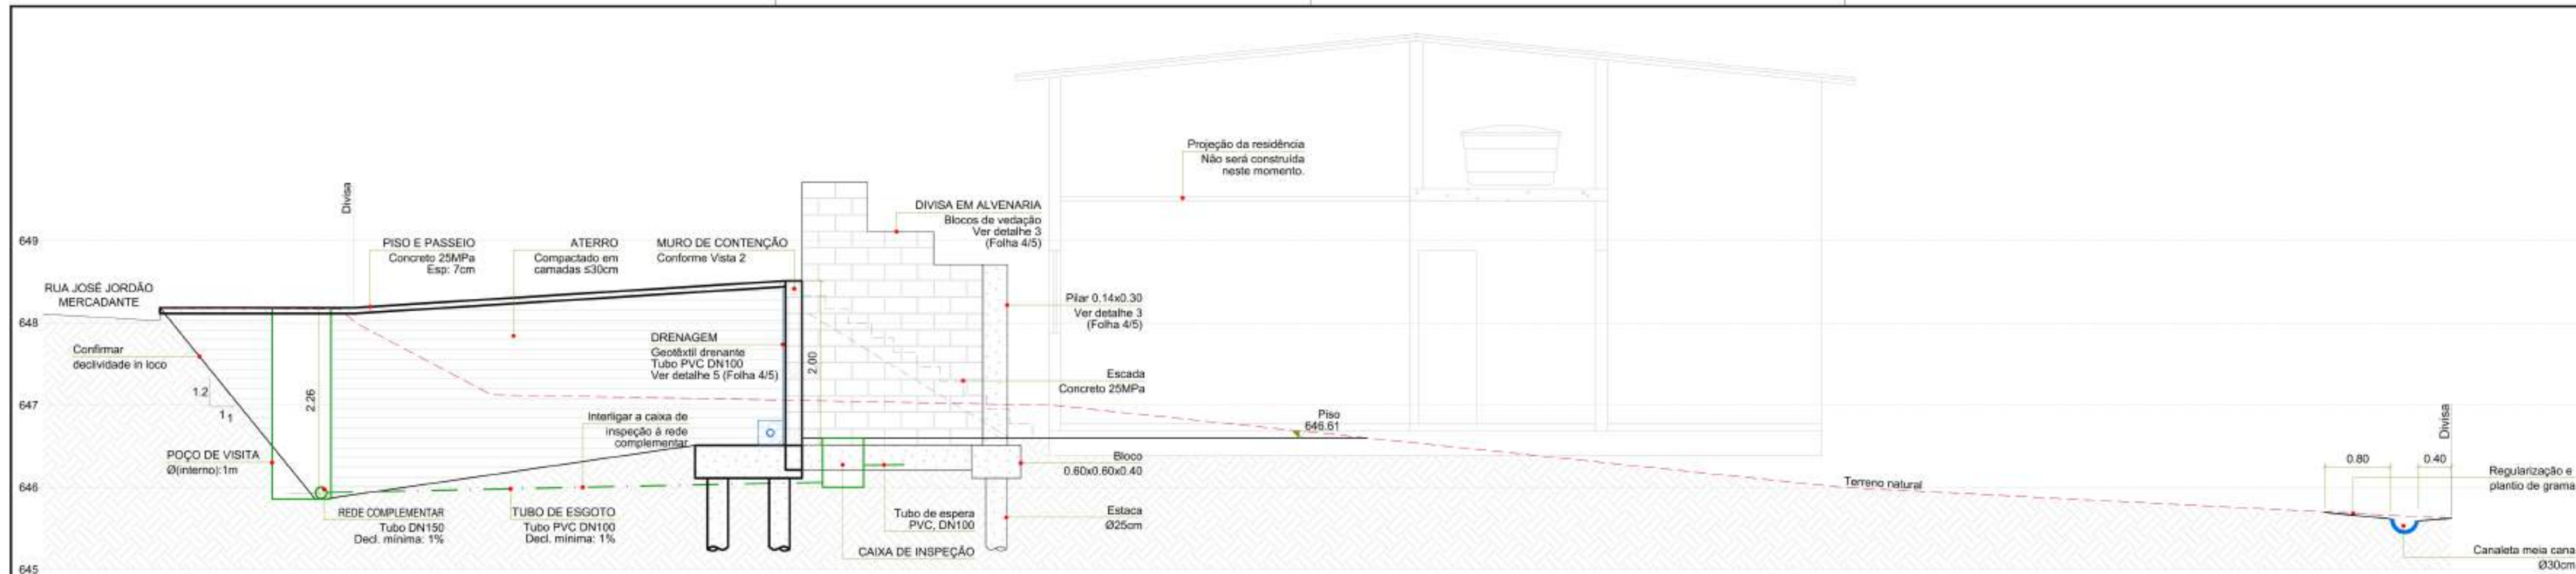 Projeção da residência
Não será construída
neste momento.
Divisa
DIVISA EM ALVENARIA
Blocos de vedação
Ver detalhe 3
(Folha 4/5)
649
PISO E PASSEIO
Concreto 25MPa
Esp: 7cm
ATERRO
Compactado em
camadas ≤30cm
MURO DE CONTENÇÃO
Conforme Vista 2
RUA JOSÉ JORDÃO
MERCADANTE
Pilar 0.14x0.30
Ver detalhe 3
(Folha 4/5)
648
Confirmar
declividade in loco
DRENAGEM
Geotêxtil drenante
Tubo PVC DN100
Ver detalhe 5 (Folha 4/5)
2.00
Escada
Concreto 25MPa
1.2
1
1
2.26
647
Interligar a caixa de
inspeção à rede
complementar
Piso
646.61
Divisa
POÇO DE VISITA
Ø(interno):1m
Bloco
0.60x0.60x0.40
0.80
0.40
Regularização e
plantio de grama
646
Terreno natural
REDE COMPLEMENTAR
Tubo DN150
Decl. mínima: 1%
TUBO DE ESGOTO
Tubo PVC DN100
Decl. mínima: 1%
Tubo de espera
PVC, DN100
Estaca
Ø25cm
CAIXA DE INSPEÇÃO
Canaleta meia cana
Ø30cm
645